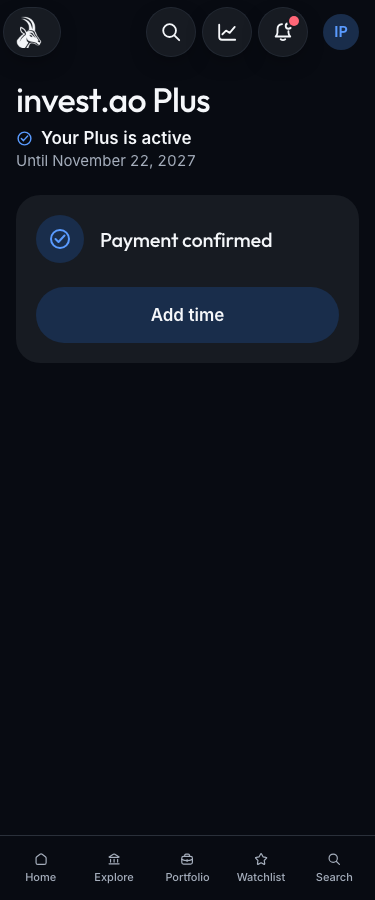 IP
invest.ao Plus
Your Plus is active
Until November 22, 2027
Payment confirmed
Add time
Home
Explore
Portfolio
Watchlist
Search